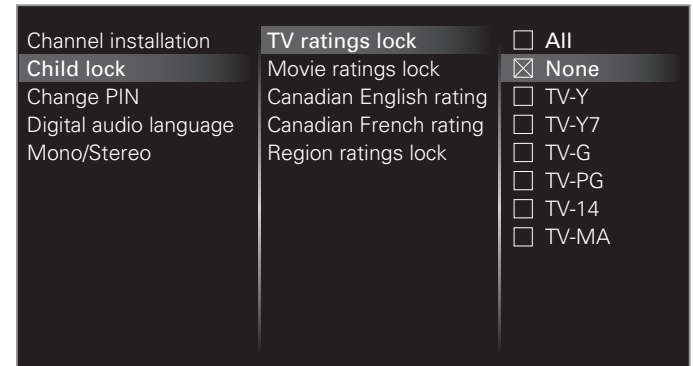 Channel installation
Child lock
Change PIN
Digital audio language
Mono/Stereo
TV ratings lock
Movie ratings lock
Canadian English rating
Canadian French rating
Region ratings lock
All
None
TV-Y
TV-Y7
TV-G
TV-PG
TV-14
TV-MA